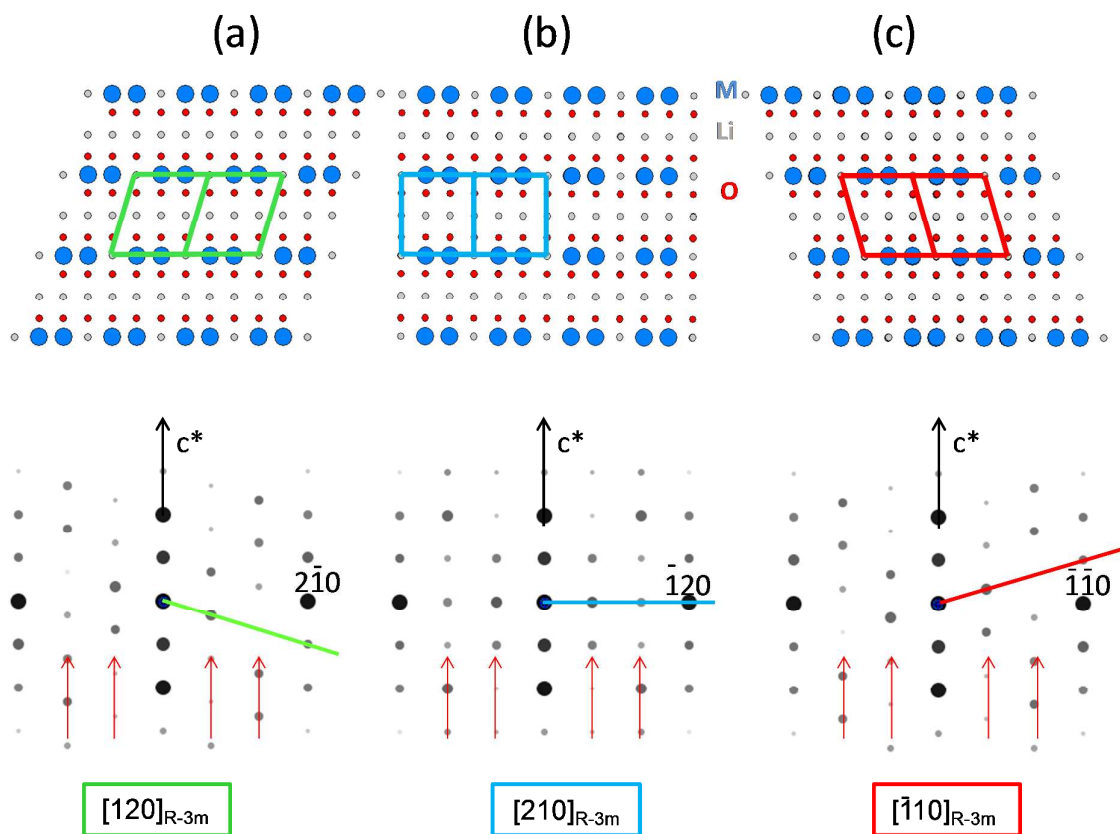 (a)
(b)
(c)
M
Li
O
c*
c*
c*
21̄0
1̄20
1̄1̄0
[120]R-3m
[210]R-3m
[1̄10]R-3m